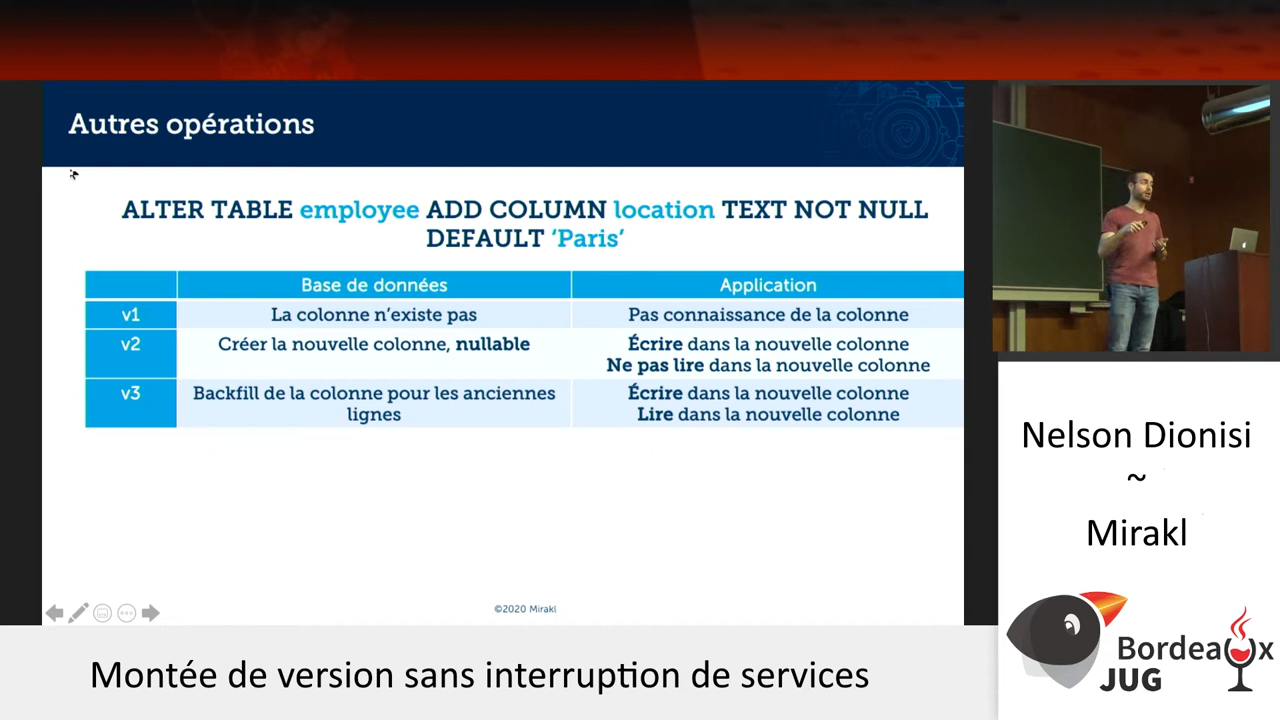 Autres opérations
ALTER TABLE employee ADD COLUMN location TEXT NOT NULL
DEFAULT ‘Paris’
Base de données Application
v1 La colonne n’existe pas Pas connaissance de la colonne
v2 Créer la nouvelle colonne, nullable Écrire dans la nouvelle colonne
Ne pas lire dans la nouvelle colonne
v3 Backfill de la colonne pour les anciennes Écrire dans la nouvelle colonne
lignes Lire dans la nouvelle colonne
©2020 Mirakl
Nelson Dionisi
~
Mirakl
Bordeaux
JUG
Montée de version sans interruption de services